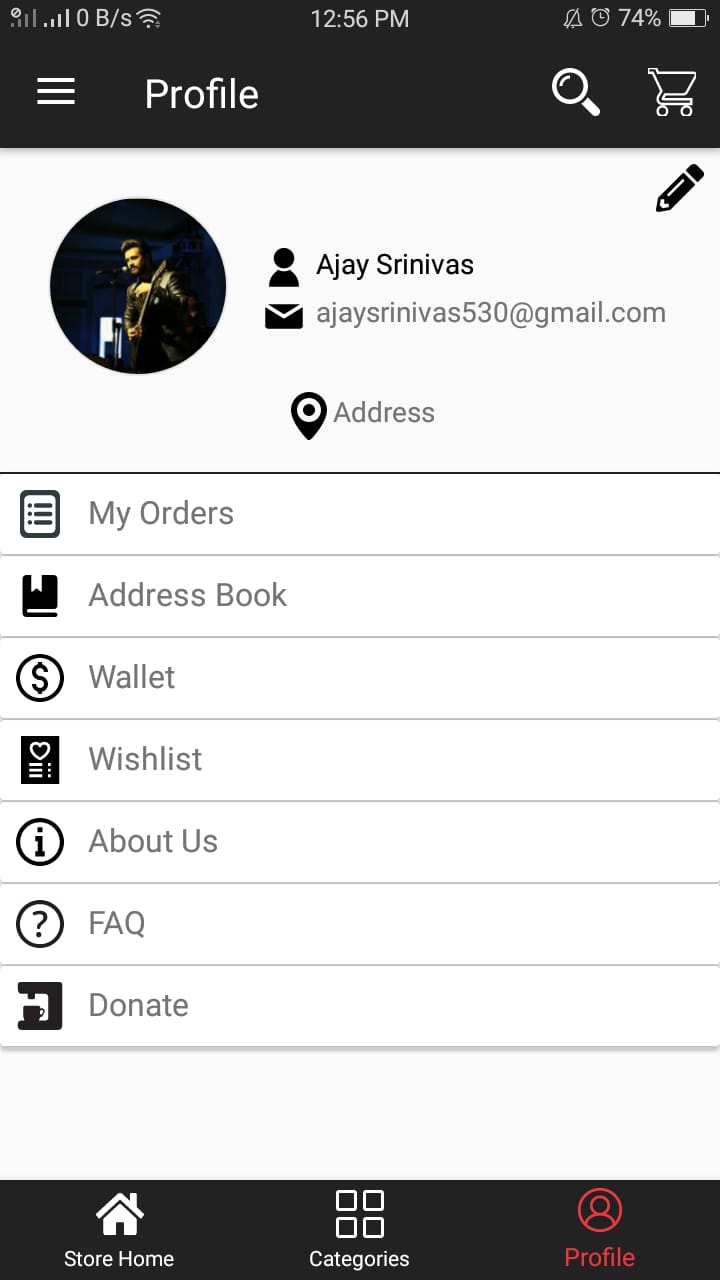 0 B/s 12:56 PM 74%
Profile
Ajay Srinivas
ajaysrinivas530@gmail.com
Address
My Orders
Address Book
Wallet
Wishlist
About Us
FAQ
Donate
Store Home Categories Profile